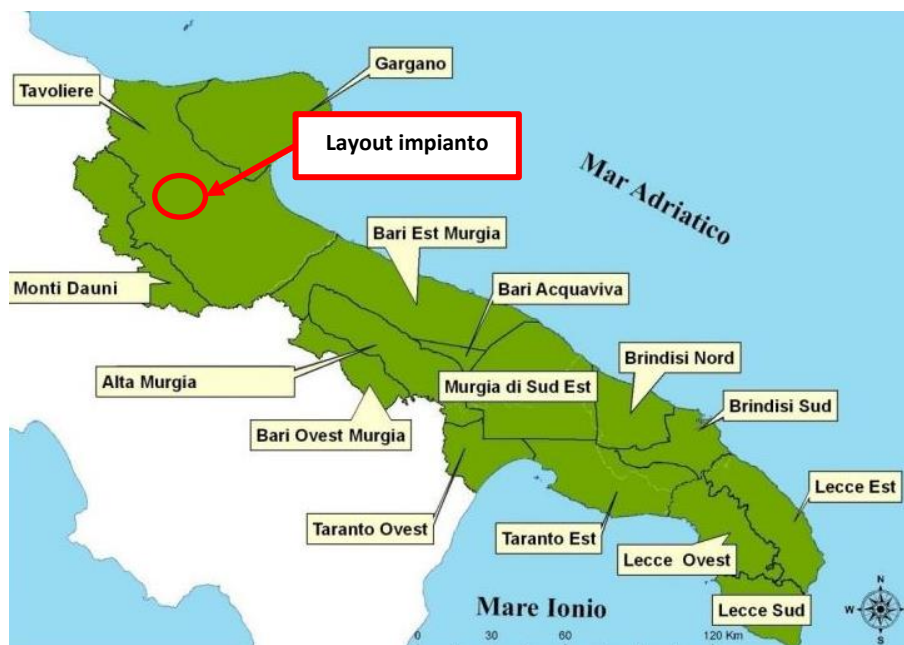 Gargano
Tavoliere
Layout impianto
Mar Adriatico
Bari Est Murgia
Monti Dauni
Bari Acquaviva
Brindisi Nord
Alta Murgia
Murgia di Sud Est
Brindisi Sud
Bari Ovest Murgia
Lecce Est
Taranto Ovest
Taranto Est
Lecce Ovest
Mare Ionio
Lecce Sud
N
W
E
S
0 30 60 120 Km